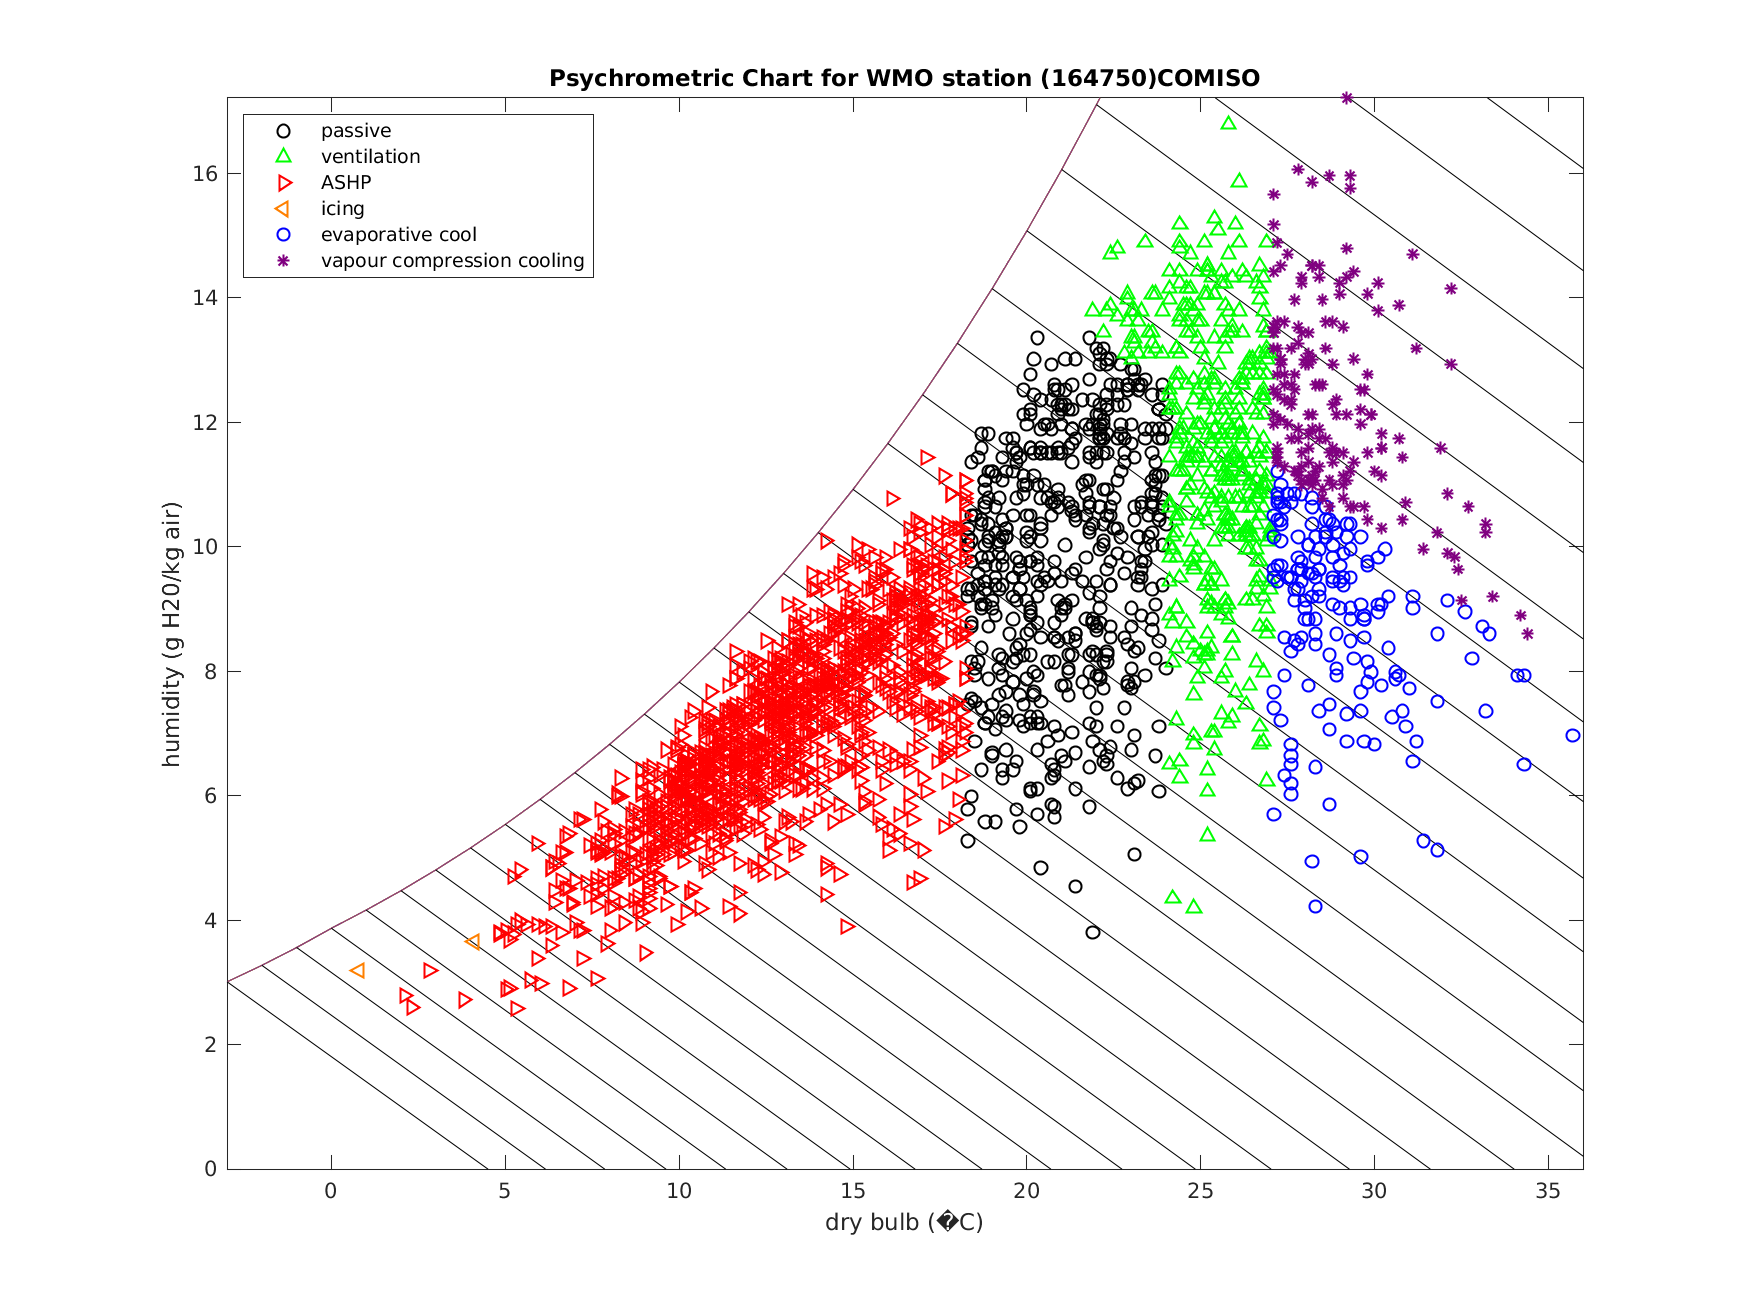 Psychrometric Chart for WMO station (164750)COMISO
passive
ventilation
ASHP
icing
evaporative cool
vapour compression cooling
humidity (g H20/kg air)
16
14
12
10
8
6
4
2
0
0 5 10 15 20 25 30 35
dry bulb (�C)